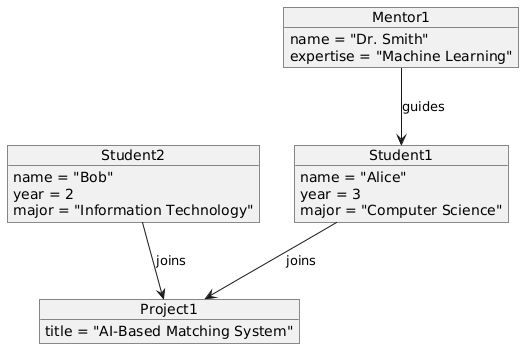 Mentor1
name = "Dr. Smith"
expertise = "Machine Learning"
guides
Student2
name = "Bob"
year = 2
major = "Information Technology"
Student1
name = "Alice"
year = 3
major = "Computer Science"
joins
joins
Project1
title = "AI-Based Matching System"